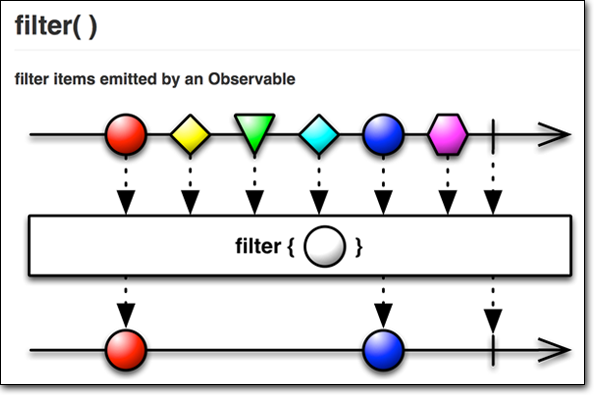 filter( )
filter items emitted by an Observable
filter { }